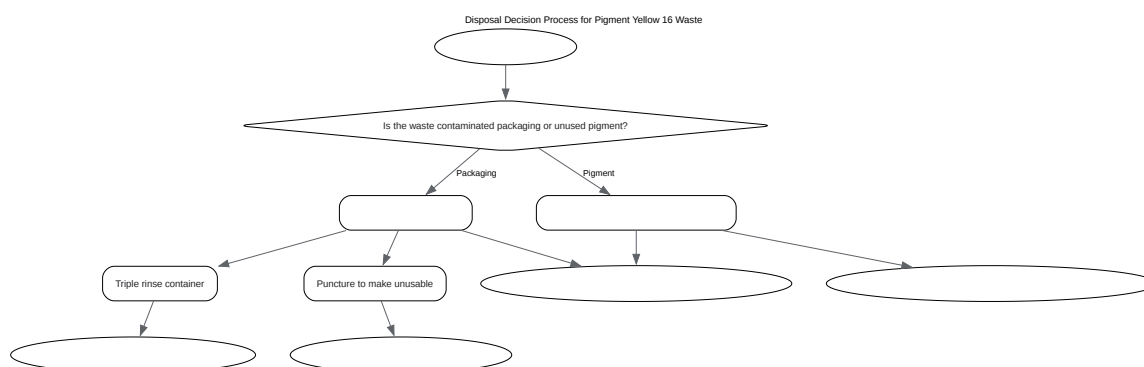 Disposal Decision Process for Pigment Yellow 16 Waste
Is the waste contaminated packaging or unused pigment?
Packaging
Pigment
Triple rinse container
Puncture to make unusable